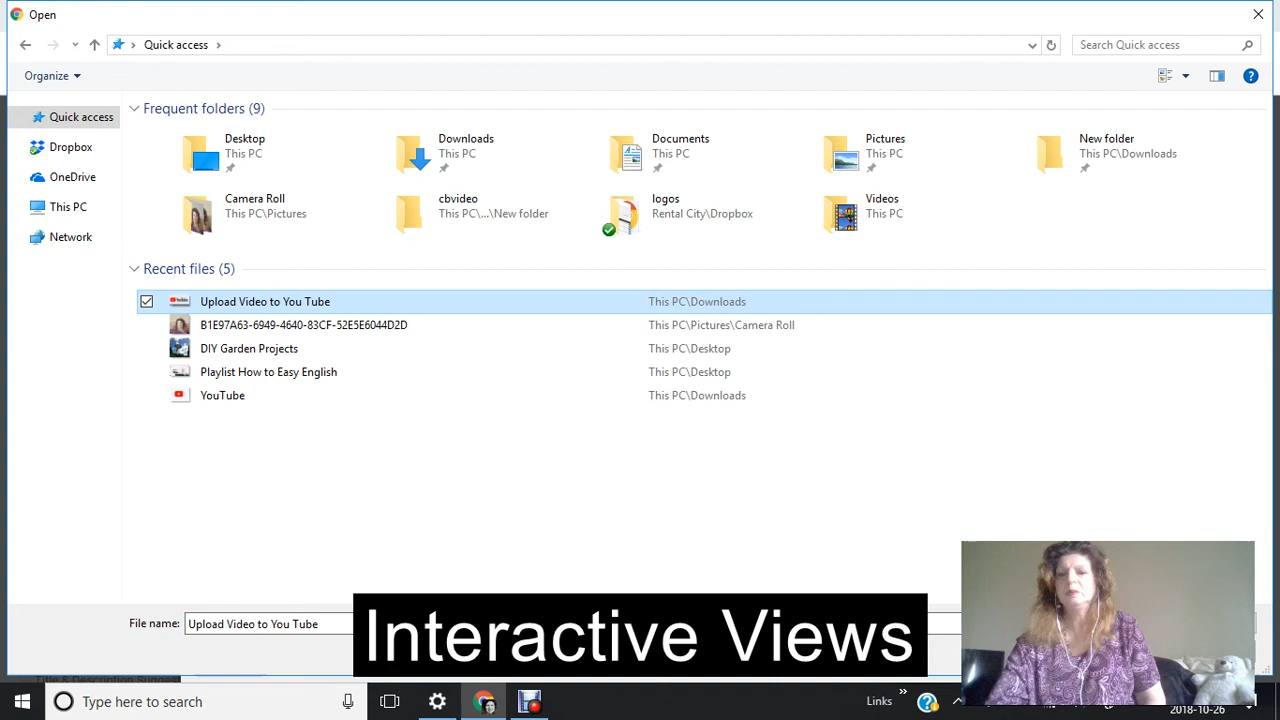 Open
Quick access
Search Quick access
Organize
Quick access
Dropbox
OneDrive
This PC
Network
Frequent folders (9)
Desktop
This PC
Downloads
This PC
Documents
This PC
Pictures
This PC
New folder
This PC\Downloads
Camera Roll
This PC\Pictures
cbvideo
This PC\...\New folder
logos
Rental City\Dropbox
Videos
This PC
Recent files (5)
Upload Video to You Tube This PC\Downloads
B1E97A63-6949-4640-83CF-52E5E6044D2D This PC\Pictures\Camera Roll
DIY Garden Projects This PC\Desktop
Playlist How to Easy English This PC\Desktop
YouTube This PC\Downloads
File name: Upload Video to You Tube
Interactive Views
Type here to search
Links
2018-10-26